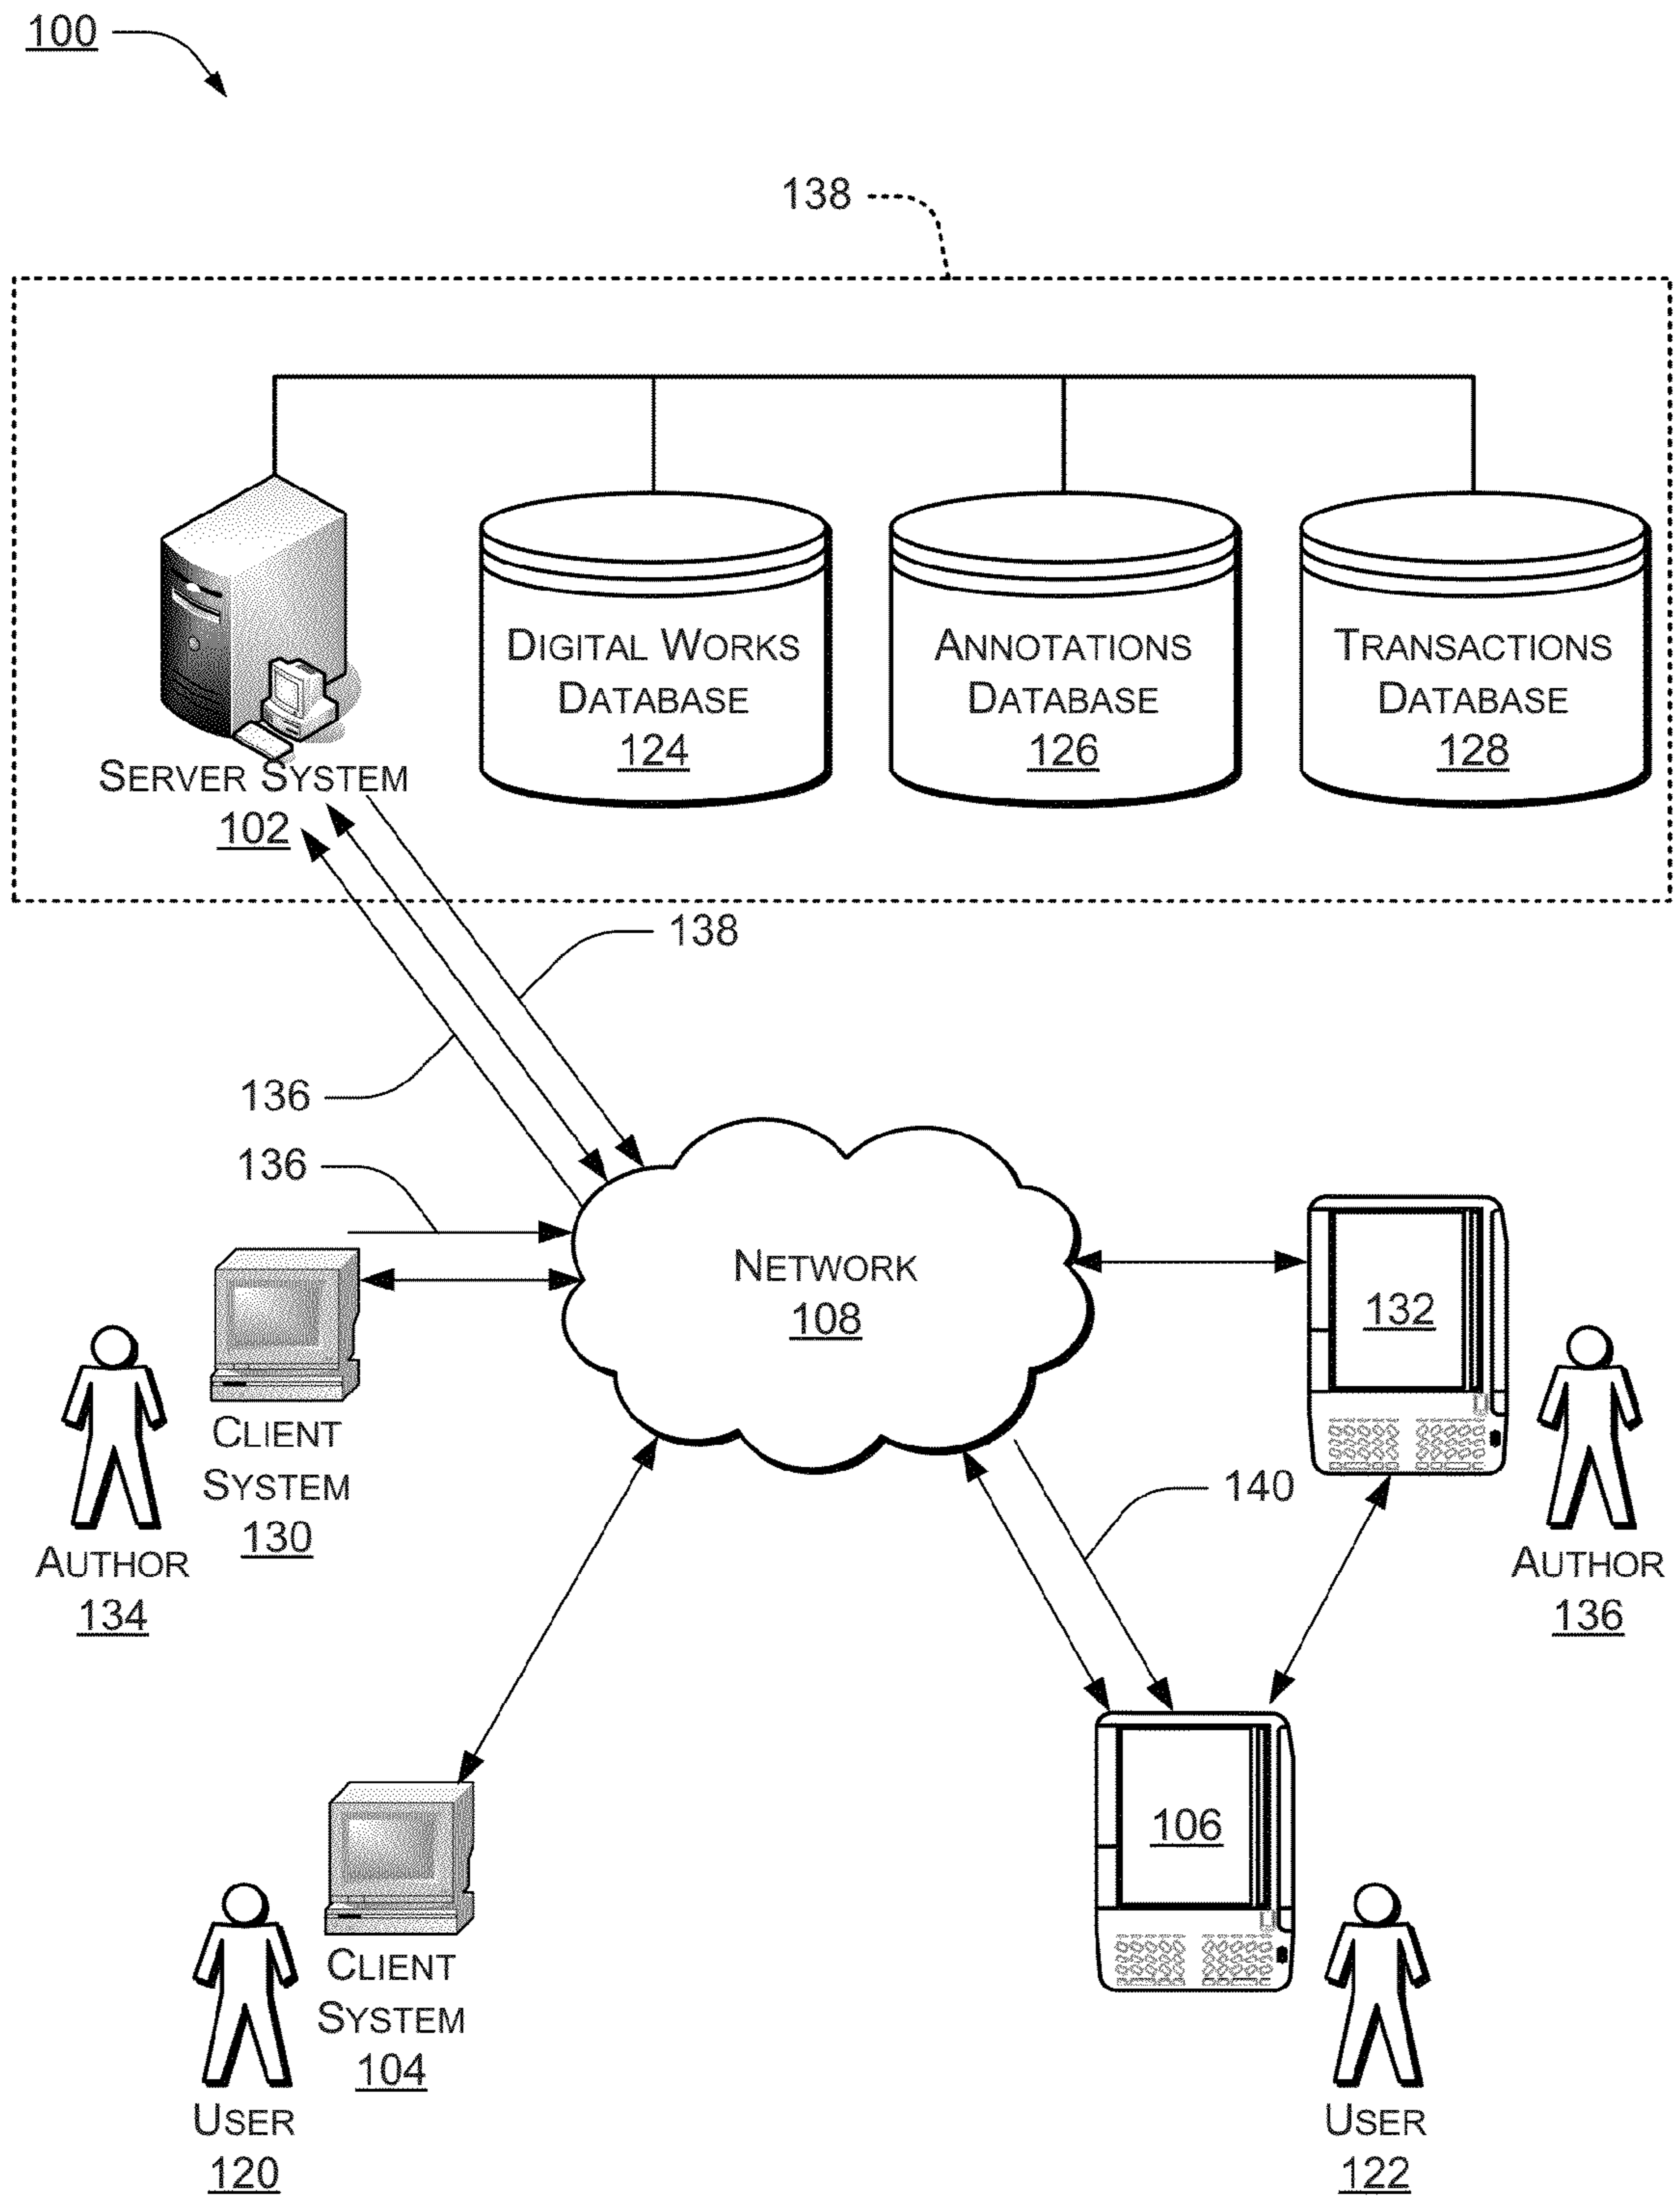 100
138
SERVER SYSTEM
102
DIGITAL WORKS
DATABASE
124
ANNOTATIONS
DATABASE
126
TRANSACTIONS
DATABASE
128
138
136
136
NETWORK
108
132
CLIENT
SYSTEM
130
AUTHOR
134
140
AUTHOR
136
106
CLIENT
SYSTEM
104
USER
120
USER
122